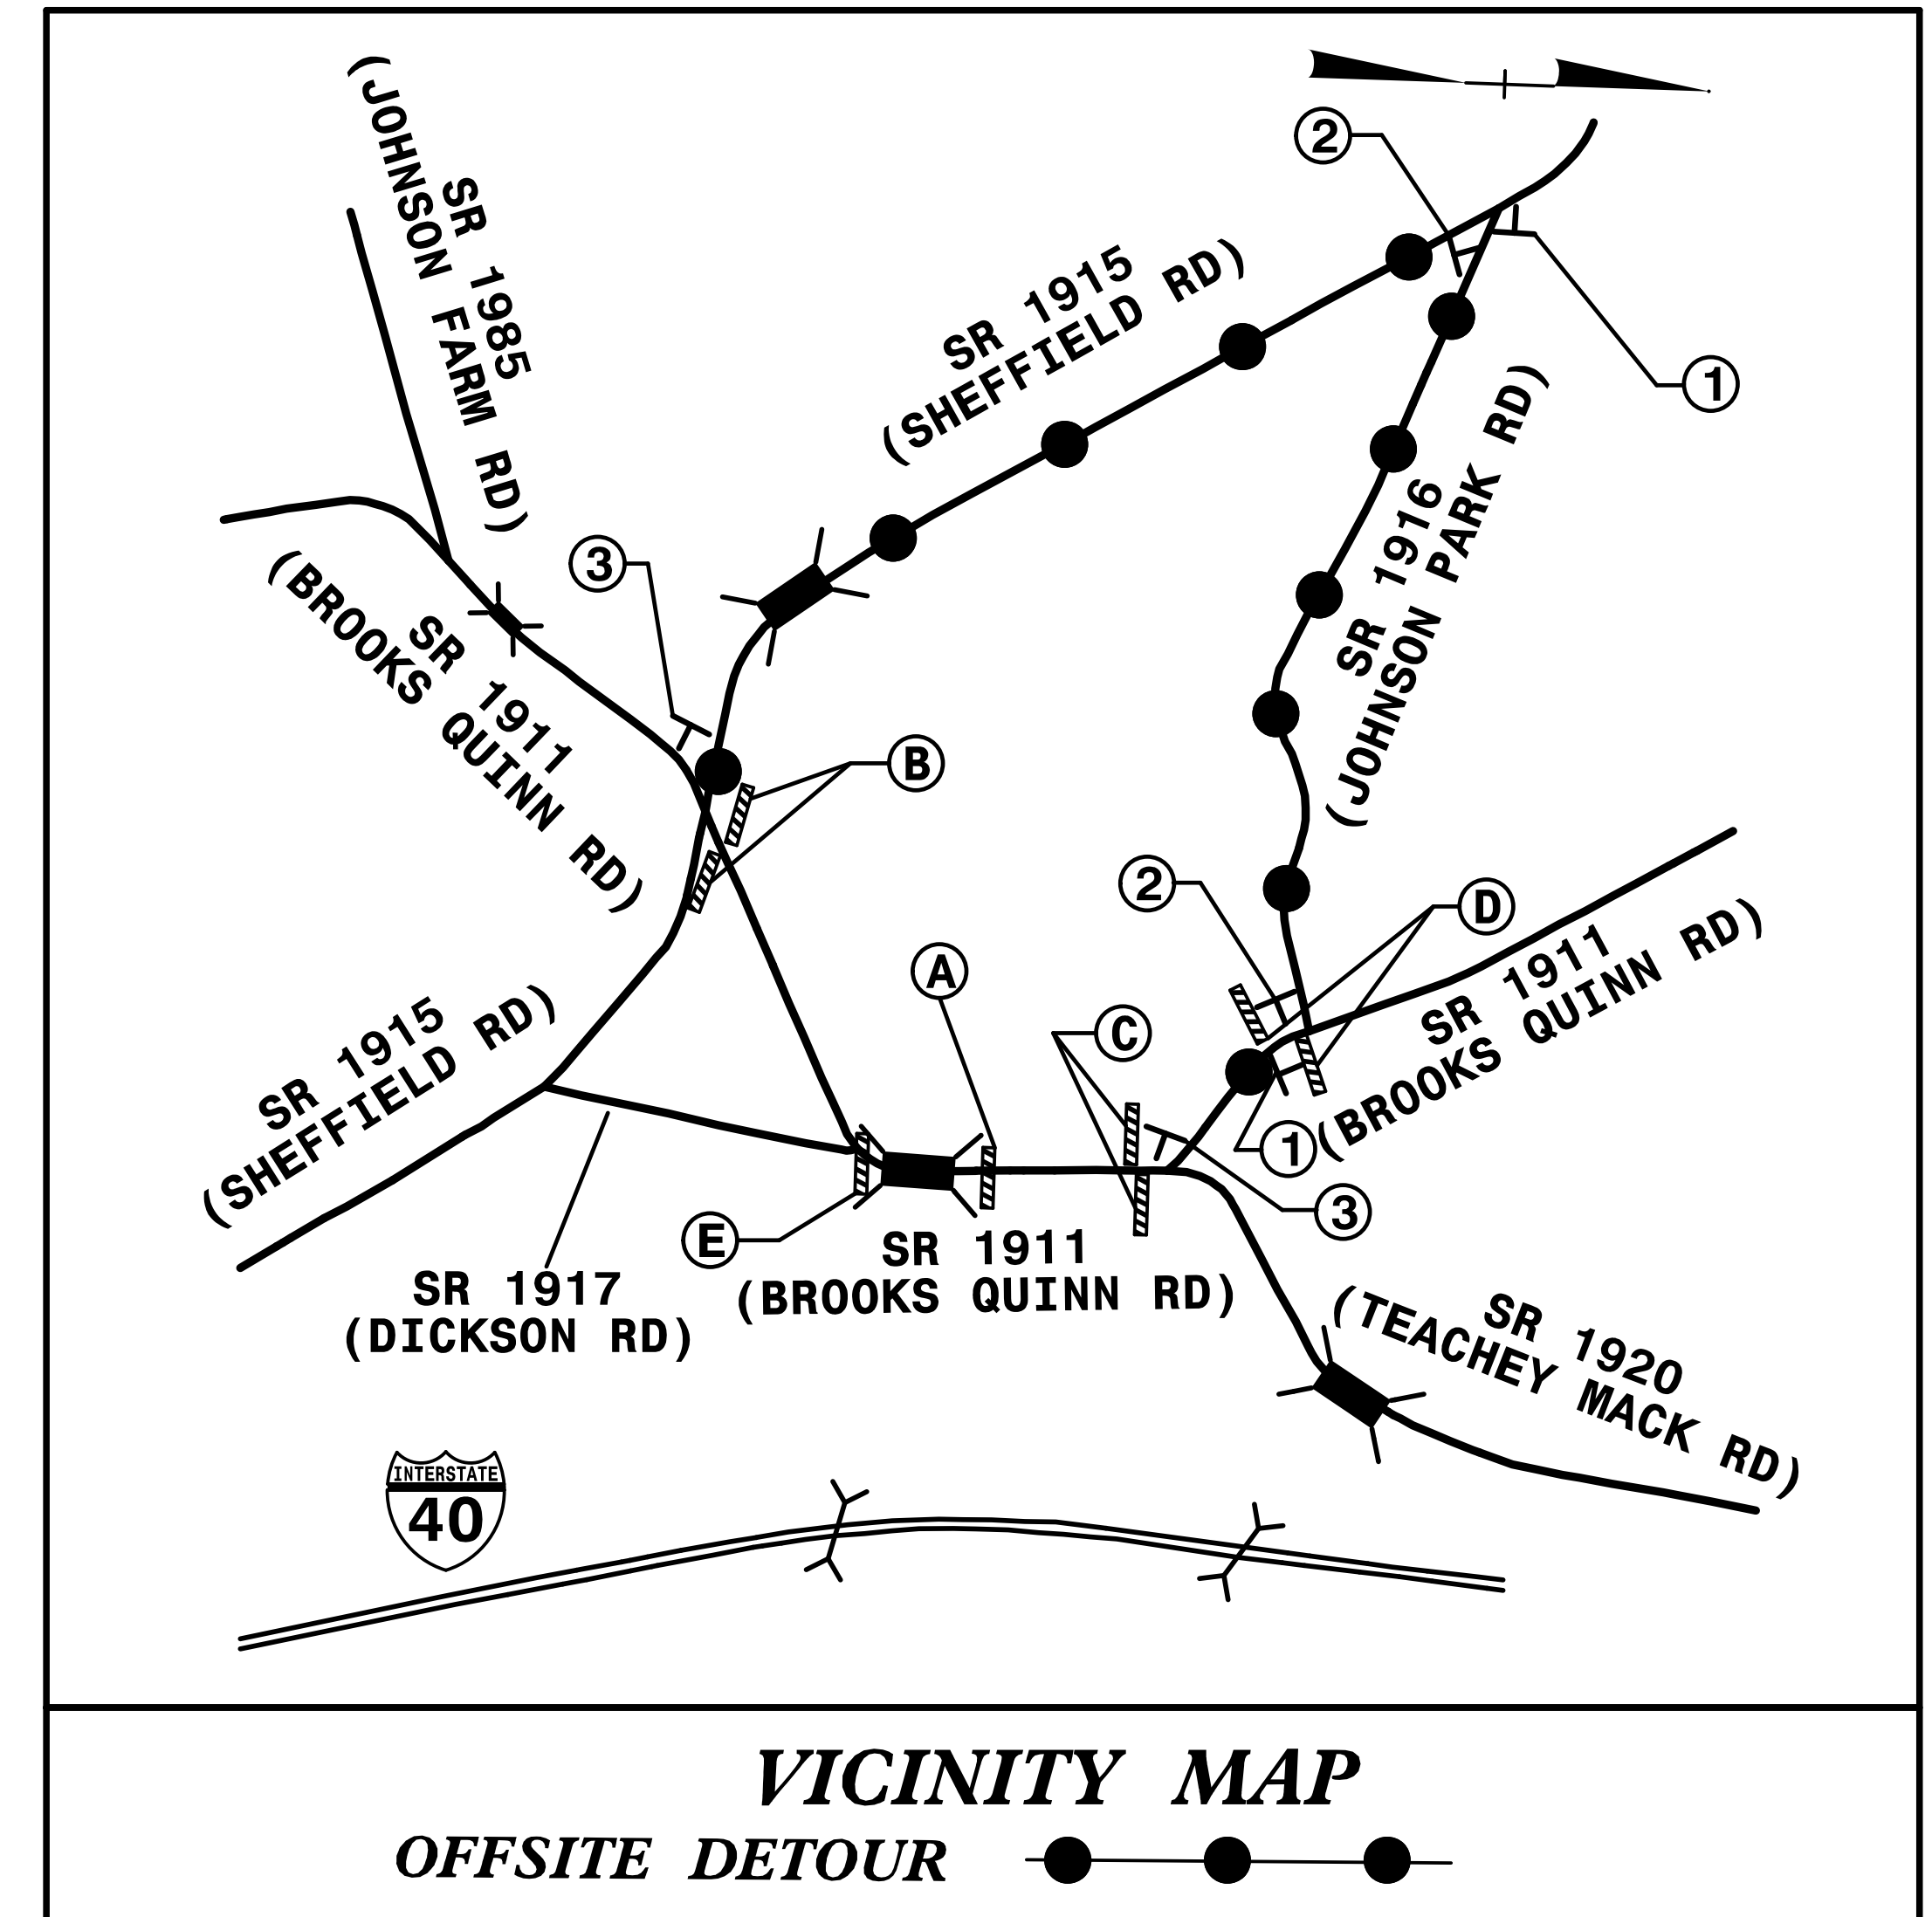 2
SR 1985
(JOHNSON FARM RD)
SR 1915
(SHEFFIELD RD)
1
SR 1916
(JOHNSON PARK RD)
3
SR 1911
(BROOKS QUINN RD)
B
2
D
A
C
SR 1911
(BROOKS QUINN RD)
SR 1915
(SHEFFIELD RD)
1
3
E
SR 1911
(BROOKS QUINN RD)
SR 1917
(DICKSON RD)
SR 1920
(TEACHEY MACK RD)
INTERSTATE
40
VICINITY MAP
OFFSITE DETOUR